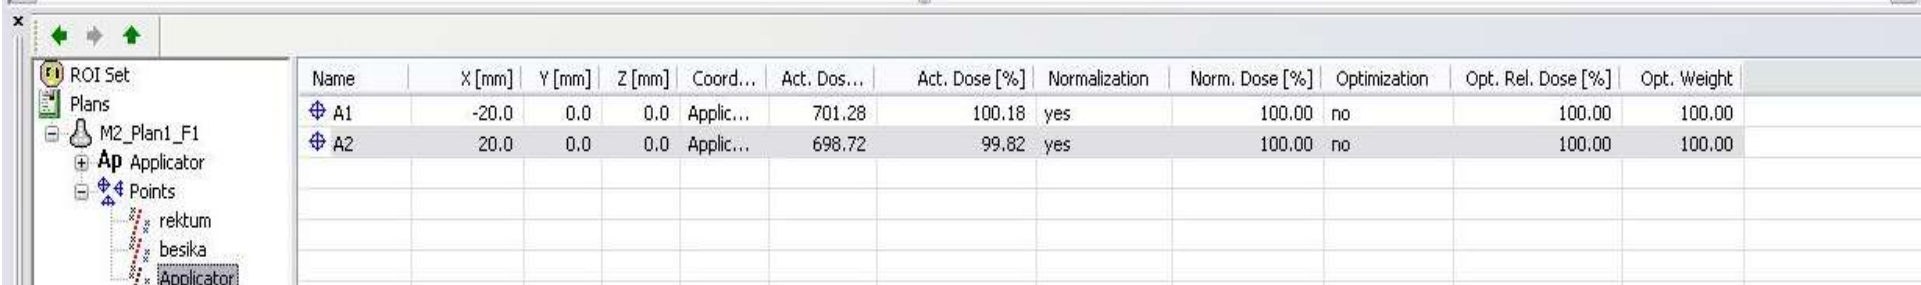 ROI Set
Plans
M2_Plan1_F1
Ap Applicator
Points
rektum
besika
Applicator
Name X [mm] Y [mm] Z [mm] Coord... Act. Dos... Act. Dose [%] Normalization Norm. Dose [%] Optimization Opt. Rel. Dose [%] Opt. Weight
A1 -20.0 0.0 0.0 Applic... 701.28 100.18 yes 100.00 no 100.00 100.00
A2 20.0 0.0 0.0 Applic... 698.72 99.82 yes 100.00 no 100.00 100.00